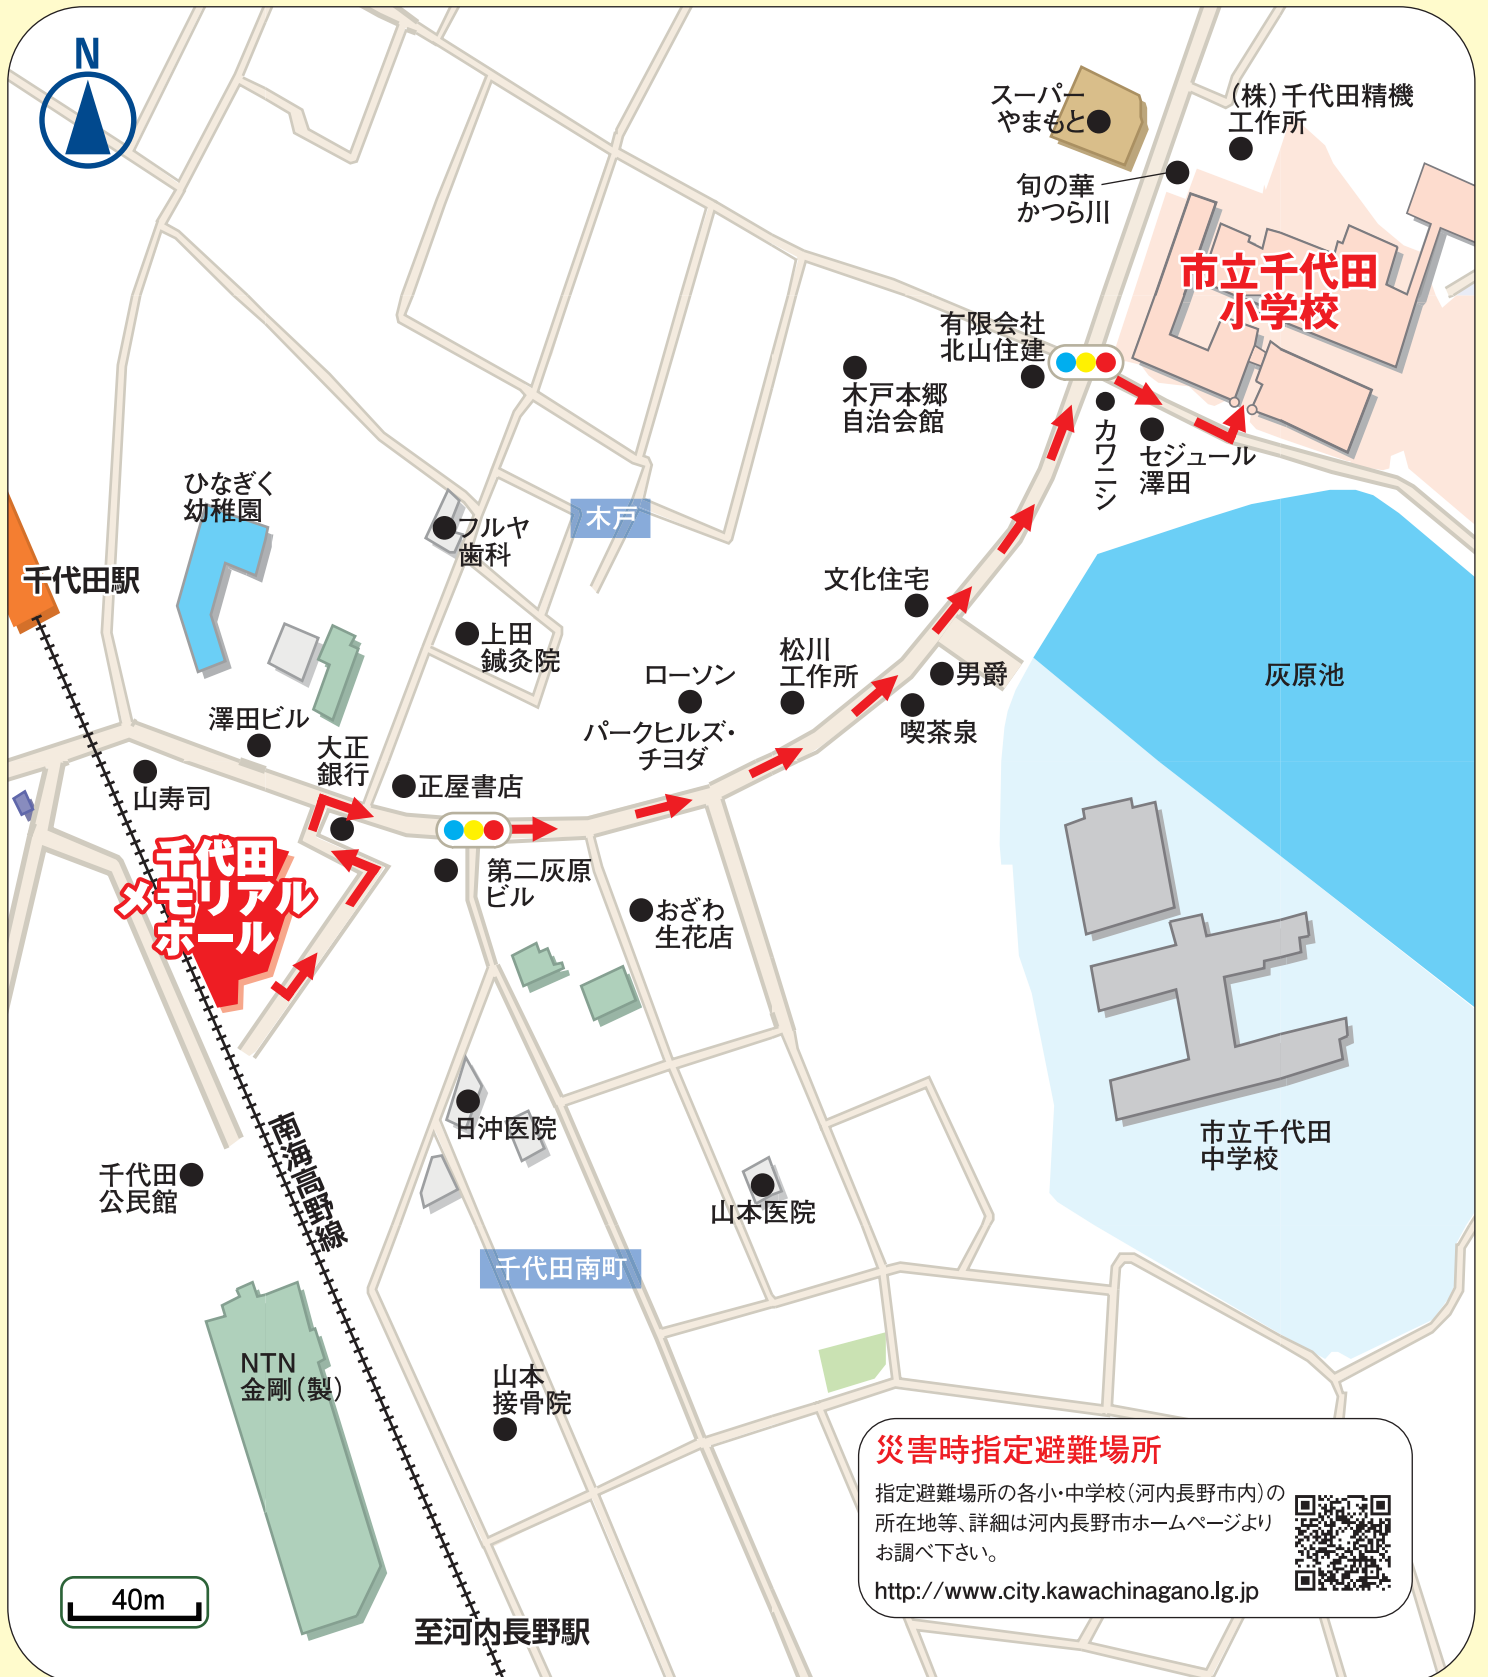 N
スーパー
やまもと
(株)千代田精機
工作所
旬の華
かつら川
市立千代田
小学校
有限会社
北山住建
木戸本郷
自治会館
カワニシ
セジュール
澤田
ひなぎく
幼稚園
フルヤ
歯科
木戸
千代田駅
文化住宅
上田
鍼灸院
松川
工作所
ローソン
男爵
灰原池
澤田ビル
パークヒルズ・
チヨダ
喫茶泉
大正
銀行
山寿司
正屋書店
千代田
メモリアル
ホール
第二灰原
ビル
おざわ
生花店
南海高野線
日沖医院
市立千代田
中学校
千代田
公民館
山本医院
千代田南町
NTN
金剛(製)
山本
接骨院
災害時指定避難場所
指定避難場所の各小・中学校(河内長野市内)の
所在地等、詳細は河内長野市ホームページより
お調べ下さい。
http://www.city.kawachinagano.lg.jp
40m
至河内長野駅